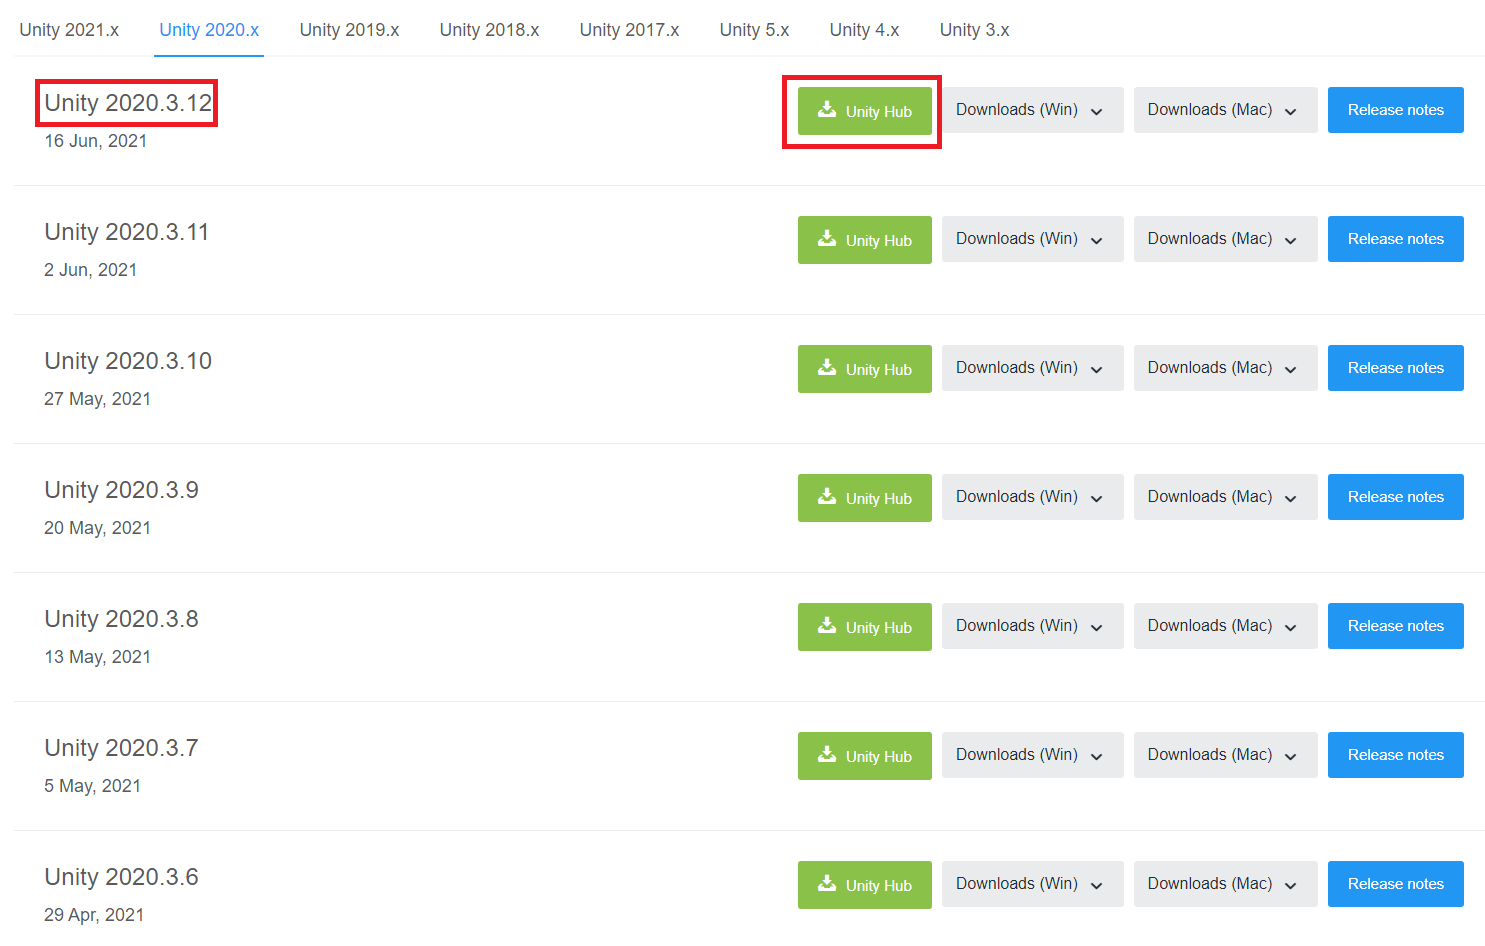 Unity 2021.x Unity 2020.x Unity 2019.x Unity 2018.x Unity 2017.x Unity 5.x Unity 4.x Unity 3.x
Unity 2020.3.12 Unity Hub Downloads (Win) Downloads (Mac) Release notes
16 Jun, 2021
Unity 2020.3.11 Unity Hub Downloads (Win) Downloads (Mac) Release notes
2 Jun, 2021
Unity 2020.3.10 Unity Hub Downloads (Win) Downloads (Mac) Release notes
27 May, 2021
Unity 2020.3.9 Unity Hub Downloads (Win) Downloads (Mac) Release notes
20 May, 2021
Unity 2020.3.8 Unity Hub Downloads (Win) Downloads (Mac) Release notes
13 May, 2021
Unity 2020.3.7 Unity Hub Downloads (Win) Downloads (Mac) Release notes
5 May, 2021
Unity 2020.3.6 Unity Hub Downloads (Win) Downloads (Mac) Release notes
29 Apr, 2021